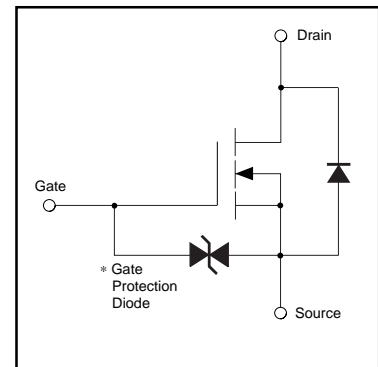 Drain
Gate
* Gate
Protection
Diode
Source